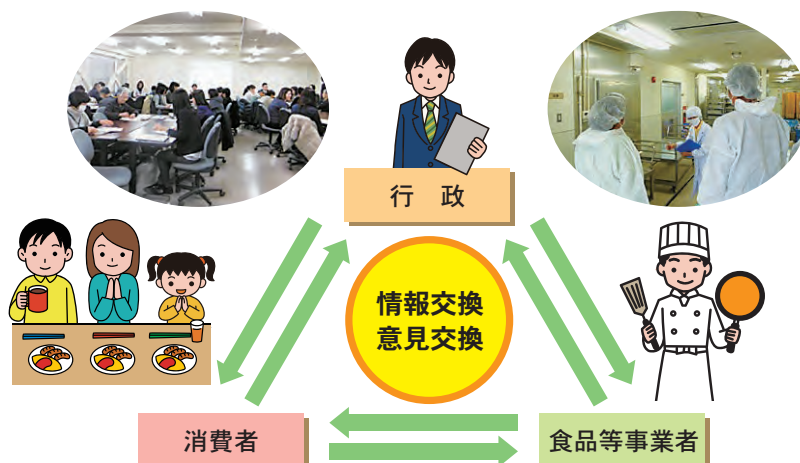 行　政
情報交換
意見交換
消費者
食品等事業者